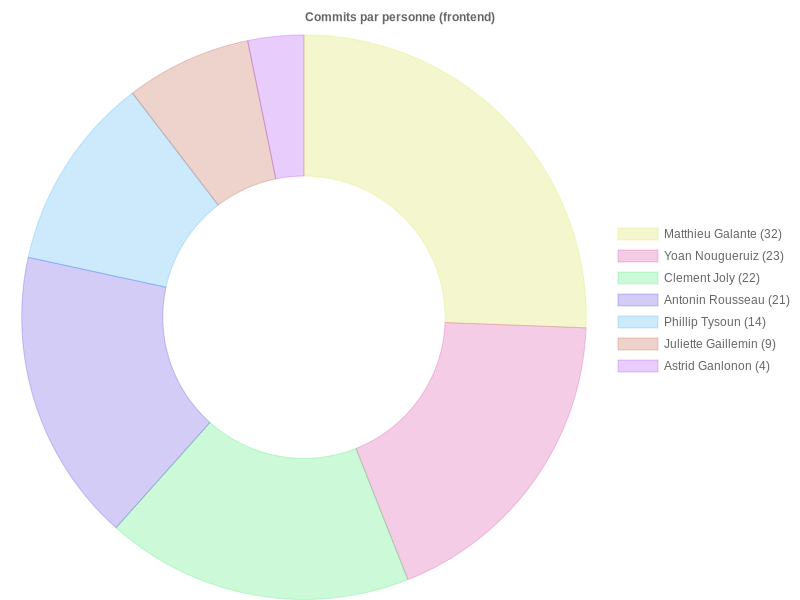 Commits par personne (frontend)
Matthieu Galante (32)
Yoan Nougueruiz (23)
Clement Joly (22)
Antonin Rousseau (21)
Phillip Tysoun (14)
Juliette Gaillemin (9)
Astrid Ganlonon (4)